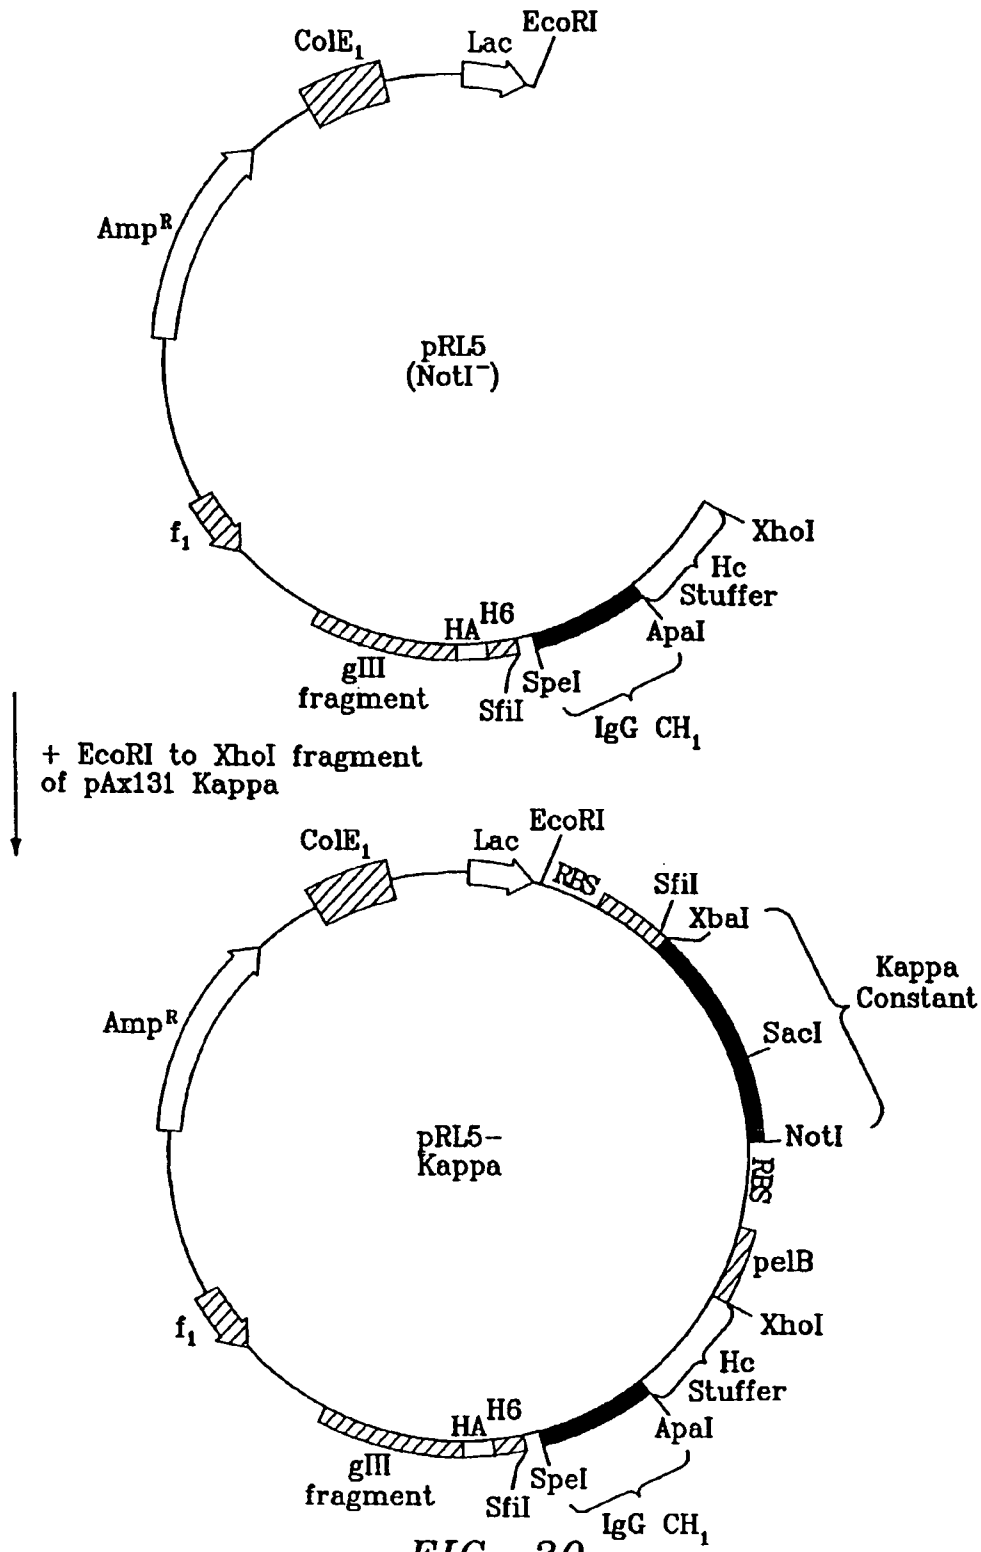 EcoRI
ColE₁
Lac
Ampᴿ
pRL5
(NotI⁻)
f₁
XhoI
Hc
Stuffer
ApaI
H6
HA
gIII
fragment
SpeI
SfiI
IgG CH₁
+ EcoRI to XhoI fragment
of pAx131 Kappa
EcoRI
ColE₁
Lac
RBS
SfiI
XbaI
Kappa
Constant
Ampᴿ
SacI
pRL5-
Kappa
NotI
RBS
pelB
f₁
XhoI
Hc
Stuffer
H6
HA
ApaI
gIII
fragment
SpeI
SfiI
IgG CH₁